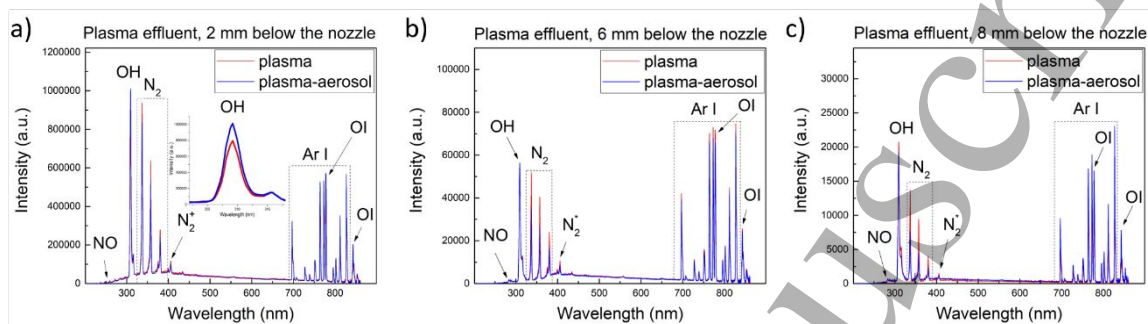 a)
Plasma effluent, 2 mm below the nozzle
1200000
1000000
800000
600000
400000
200000
0
Intensity (a.u.)
300 400 500 600 700 800
Wavelength (nm)
plasma
plasma-aerosol
OH
N2
OH
Intensity (a.u.)
Wavelength (nm)
NO
N2+
Ar I
OI
OI
b)
Plasma effluent, 6 mm below the nozzle
100000
80000
60000
40000
20000
0
Intensity (a.u.)
300 400 500 600 700 800
Wavelength (nm)
plasma
plasma-aerosol
OH
N2
NO
Ar I
OI
OI
c)
Plasma effluent, 8 mm below the nozzle
30000
25000
20000
15000
10000
5000
0
Intensity (a.u.)
300 400 500 600 700 800
Wavelength (nm)
plasma
plasma-aerosol
OH
N2
NO
Ar I
OI
OI